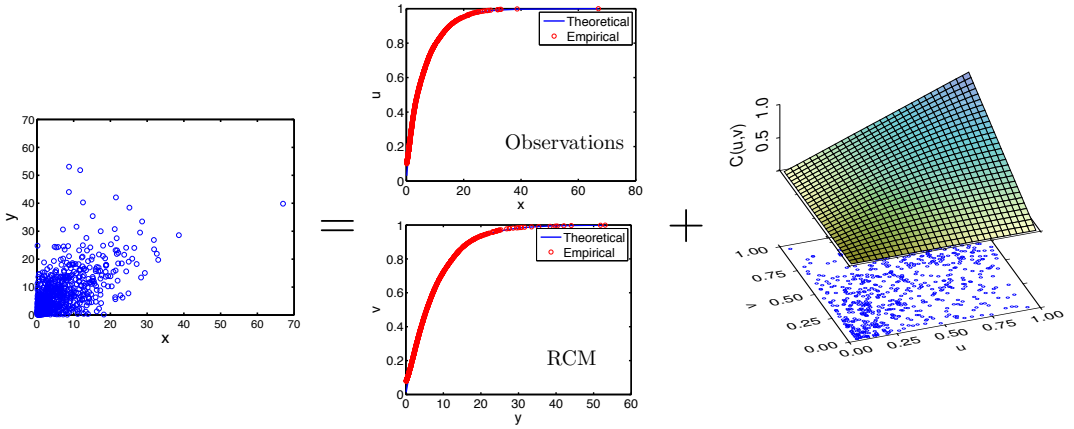 70
60
50
40
30
20
10
0
y
0 10 20 30 40 50 60 70
x
=
1
0.8
0.6
0.4
0.2
0
u
Theoretical
Empirical
Observations
0 20 40 60 80
x
1
0.8
0.6
0.4
0.2
0
v
Theoretical
Empirical
RCM
0 10 20 30 40 50 60
y
+
C(u,v)
1.0
0.5
1.00
0.75
0.50
0.25
0.00
v
0.00 0.25 0.50 0.75 1.00
u